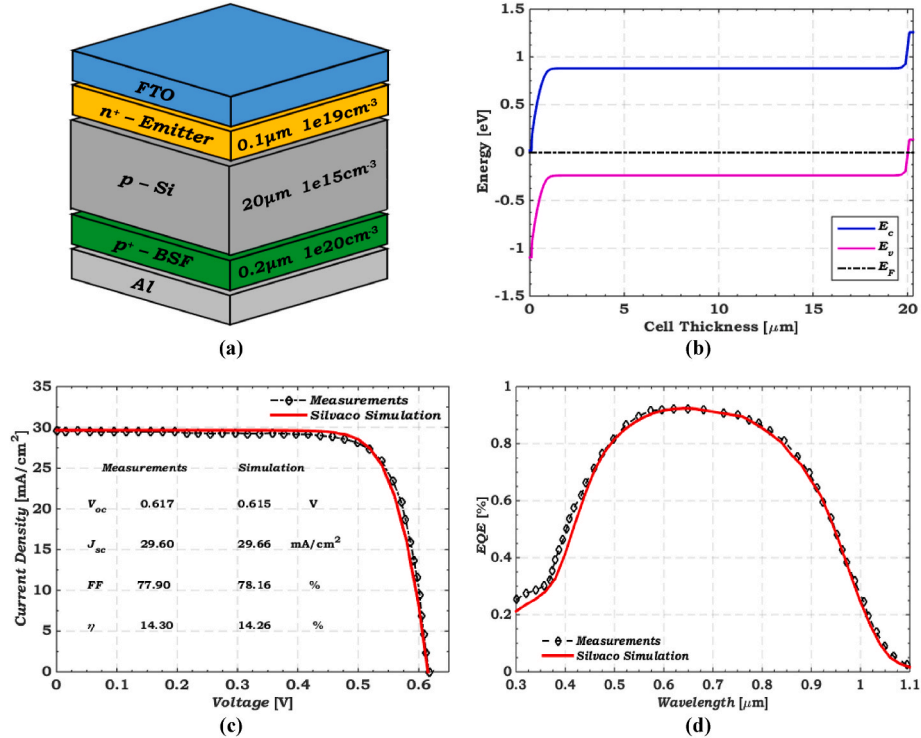 FTO
n⁺ – Emitter 0.1μm 1e19cm⁻³
p – Si 20μm 1e15cm⁻³
p⁺ – BSF 0.2μm 1e20cm⁻³
Al
(a)
Energy [eV]
1.5
1
0.5
0
-0.5
-1
-1.5
E_c
E_v
E_F
0 5 10 15 20
Cell Thickness [μm]
(b)
Current Density [mA/cm²]
35
30
25
20
15
10
5
0
Measurements
Silvaco Simulation
Measurements Simulation
V_oc 0.617 0.615 V
J_sc 29.60 29.66 mA/cm²
FF 77.90 78.16 %
η 14.30 14.26 %
0 0.1 0.2 0.3 0.4 0.5 0.6
Voltage [V]
(c)
EQE [%]
1
0.8
0.6
0.4
0.2
0
Measurements
Silvaco Simulation
0.3 0.4 0.5 0.6 0.7 0.8 0.9 1 1.1
Wavelength [μm]
(d)